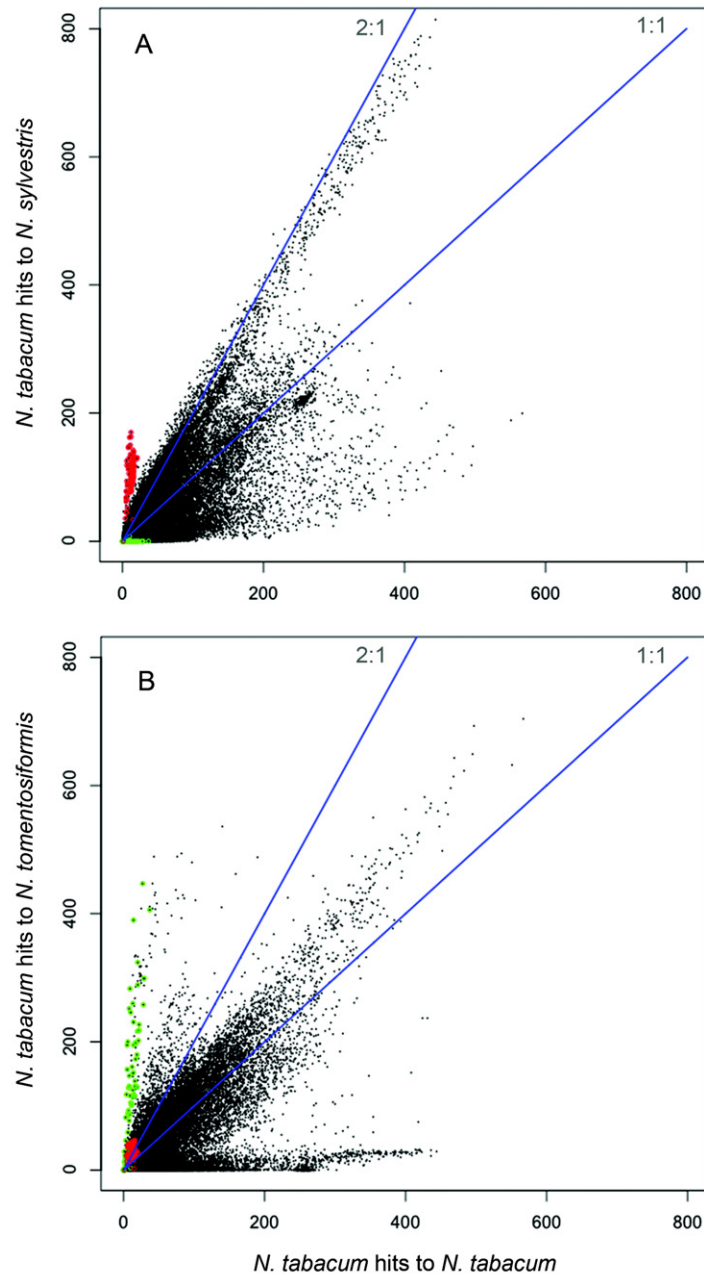 A
2:1
1:1
800
600
400
200
0
N. tabacum hits to N. sylvestris
0 200 400 600 800
B
2:1
1:1
800
600
400
200
0
N. tabacum hits to N. tomentosiformis
0 200 400 600 800
N. tabacum hits to N. tabacum